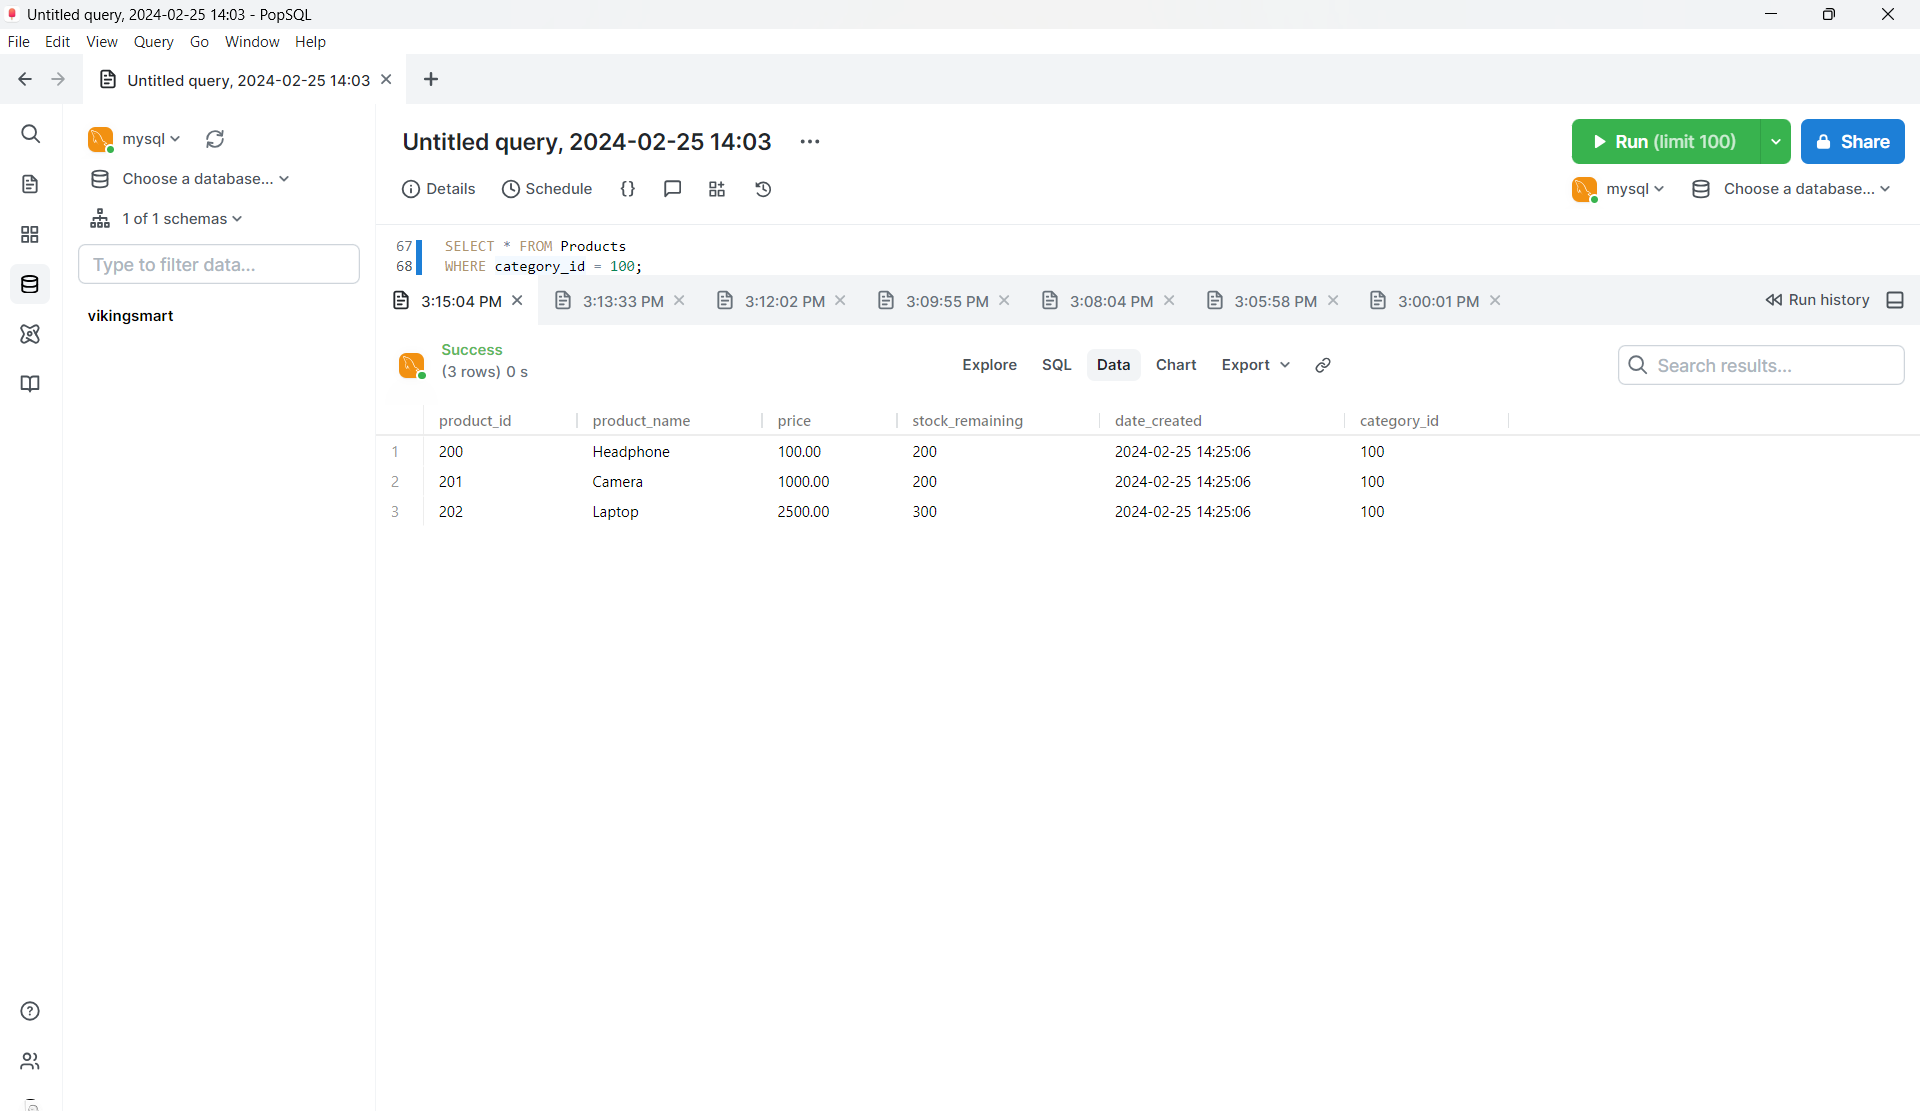 Untitled query, 2024-02-25 14:03 - PopSQL
File Edit View Query Go Window Help
Untitled query, 2024-02-25 14:03
mysql
Choose a database...
1 of 1 schemas
Type to filter data...
vikingsmart
Untitled query, 2024-02-25 14:03
Run (limit 100)
Share
Details Schedule {}
mysql Choose a database...
67 SELECT * FROM Products
68 WHERE category_id = 100;
3:15:04 PM 3:13:33 PM 3:12:02 PM 3:09:55 PM 3:08:04 PM 3:05:58 PM 3:00:01 PM Run history
Success
(3 rows) 0 s
Explore SQL Data Chart Export
Search results...
product_id product_name price stock_remaining date_created category_id
1 200 Headphone 100.00 200 2024-02-25 14:25:06 100
2 201 Camera 1000.00 200 2024-02-25 14:25:06 100
3 202 Laptop 2500.00 300 2024-02-25 14:25:06 100